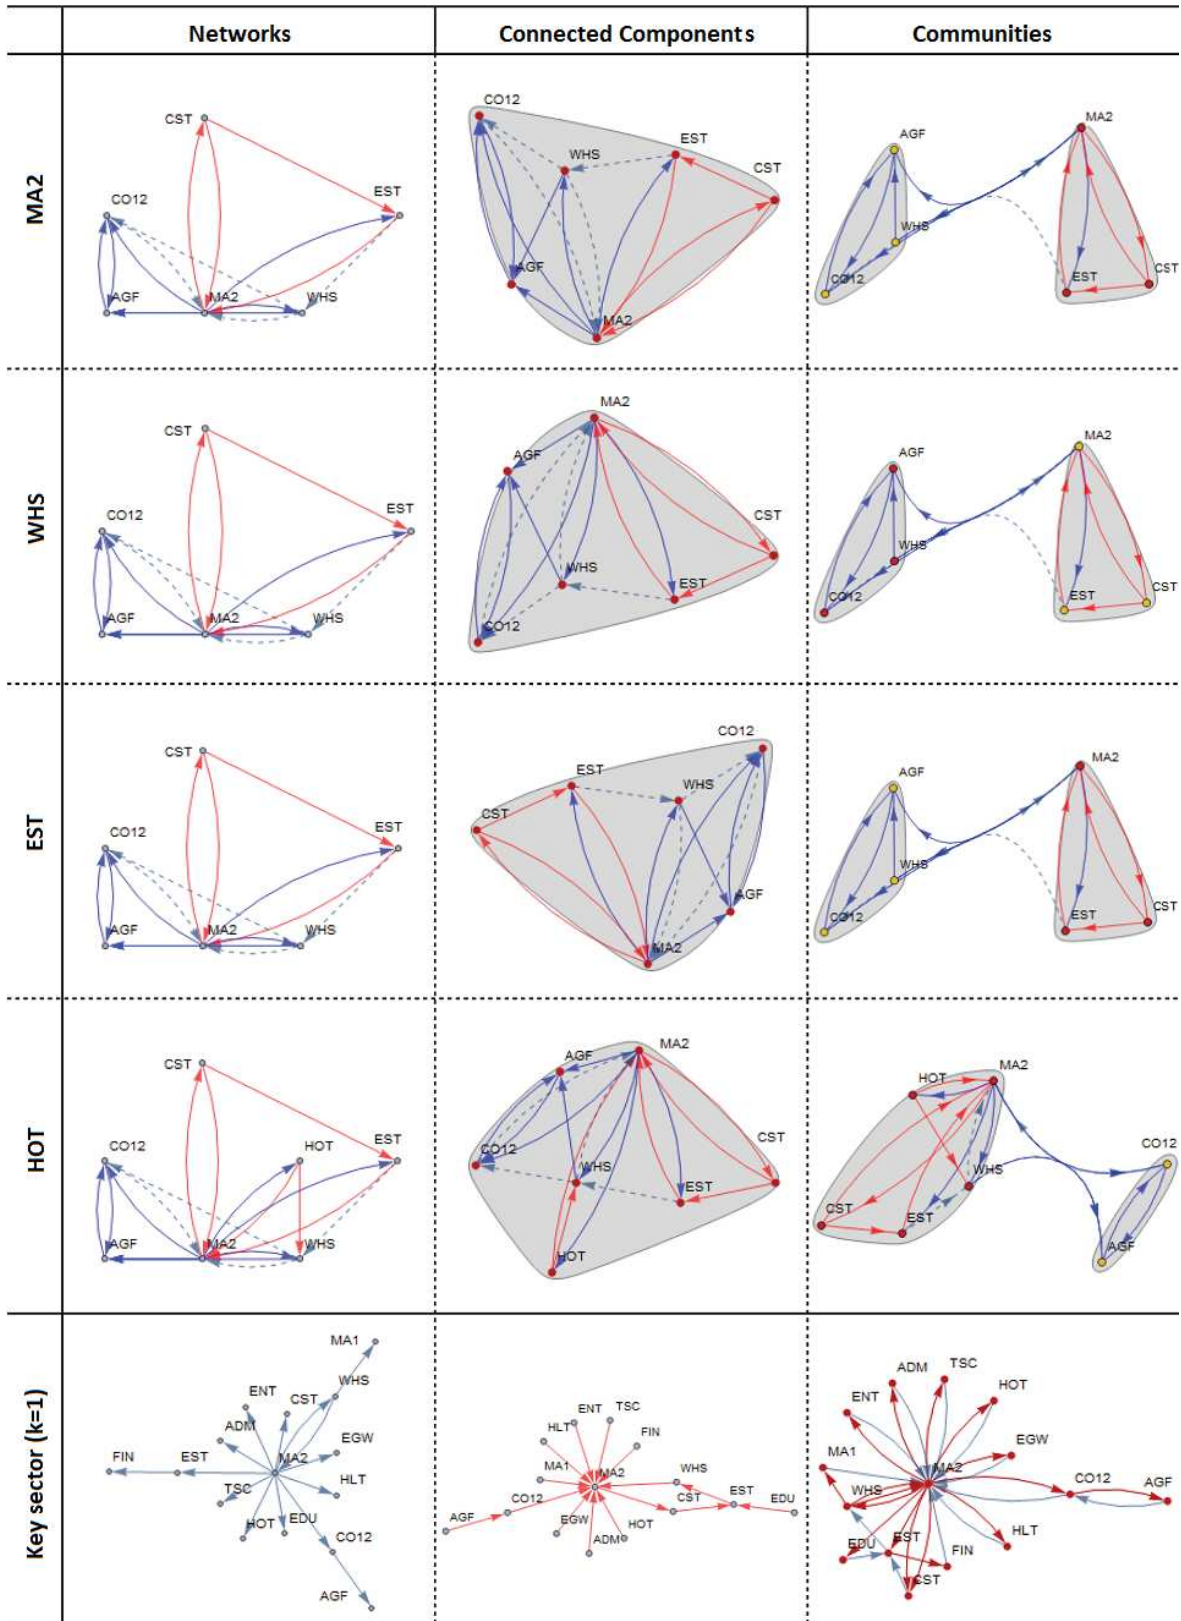 Networks Connected Components Communities
MA2
CST
CO12
EST
AGF
MA2
WHS
CO12
WHS
EST
CST
AGF
MA2
AGF
MA2
WHS
CO12
EST
CST
WHS
CST
CO12
EST
AGF
MA2
WHS
MA2
AGF
CST
WHS
EST
CO12
AGF
MA2
WHS
CO12
EST
CST
EST
CST
CO12
EST
AGF
MA2
WHS
CO12
EST
WHS
CST
AGF
MA2
AGF
MA2
WHS
CO12
EST
CST
HOT
CST
CO12
HOT
EST
AGF
MA2
WHS
AGF
MA2
CO12
WHS
CST
EST
HOT
HOT
MA2
CO12
WHS
CST
EST
AGF
Key sector (k=1)
MA1
WHS
ENT
CST
ADM
EGW
FIN
EST
MA2
HLT
TSC
HOT
EDU
CO12
AGF
ENT
TSC
HLT
FIN
MA1
MA2
WHS
CO12
CST
EST
EDU
AGF
EGW
HOT
ADM
ADM
TSC
ENT
HOT
MA1
EGW
MA2
CO12
AGF
WHS
HLT
EDU
EST
FIN
CST